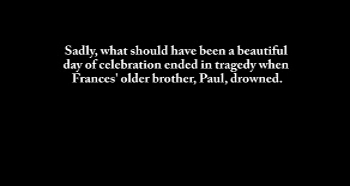 Sadly, what should have been a beautiful
day of celebration ended in tragedy when
Frances' older brother, Paul, drowned.